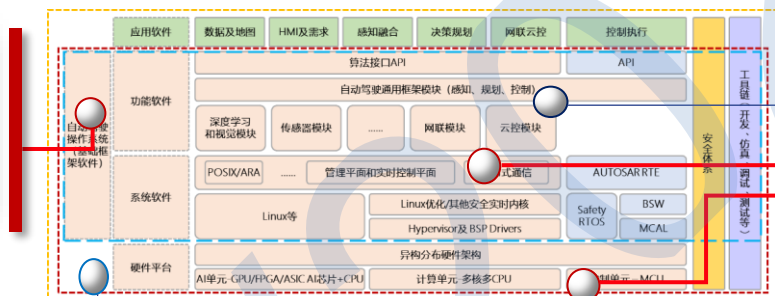 应用软件
数据及地图
HMI及需求
感知融合
决策规划
网联云控
控制执行
算法接口API
API
自动驾驶通用框架模块（感知、规划、控制）
功能软件
深度学习
和视觉模块
传感器模块
......
网联模块
云控模块
操作系统
（基础框
架软件）
POSIX/ARA
......
管理平面和实时控制平面
式通信
AUTOSAR RTE
系统软件
Linux等
Linux优化/其他安全实时内核
Hypervisor及 BSP Drivers
Safety
RTOS
BSW
MCAL
硬件平台
异构分布硬件架构
AI单元-GPU/FPGA/ASIC AI芯片+CPU
计算单元-多核多CPU
制单元-MCU
安全体系
工具链（开发、仿真、调试、测试等）